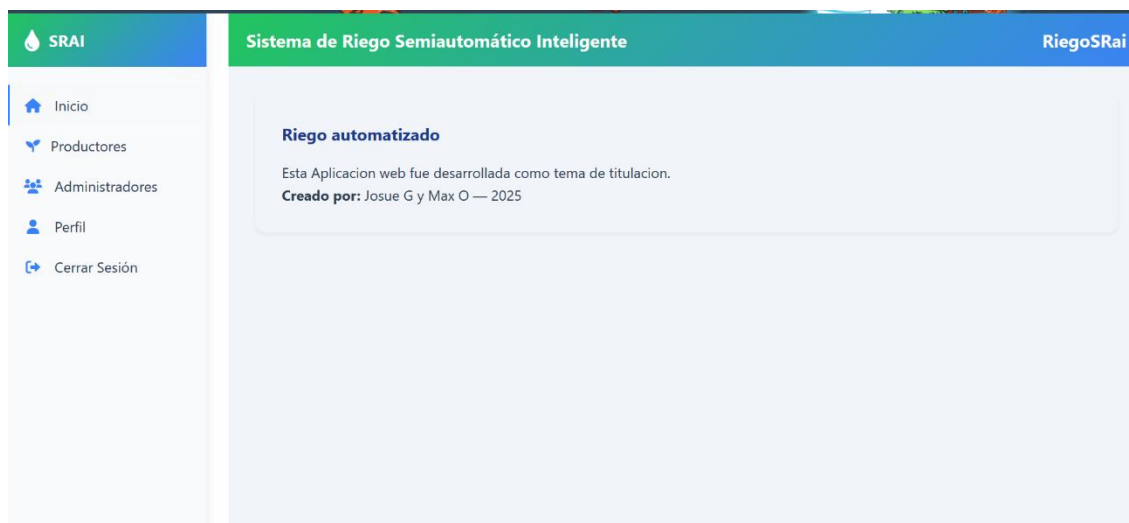 SRAI
Sistema de Riego Semiautomático Inteligente
RiegoSRai
Inicio
Productores
Administradores
Perfil
Cerrar Sesión
Riego automatizado
Esta Aplicacion web fue desarrollada como tema de titulacion.
Creado por: Josue G y Max O — 2025